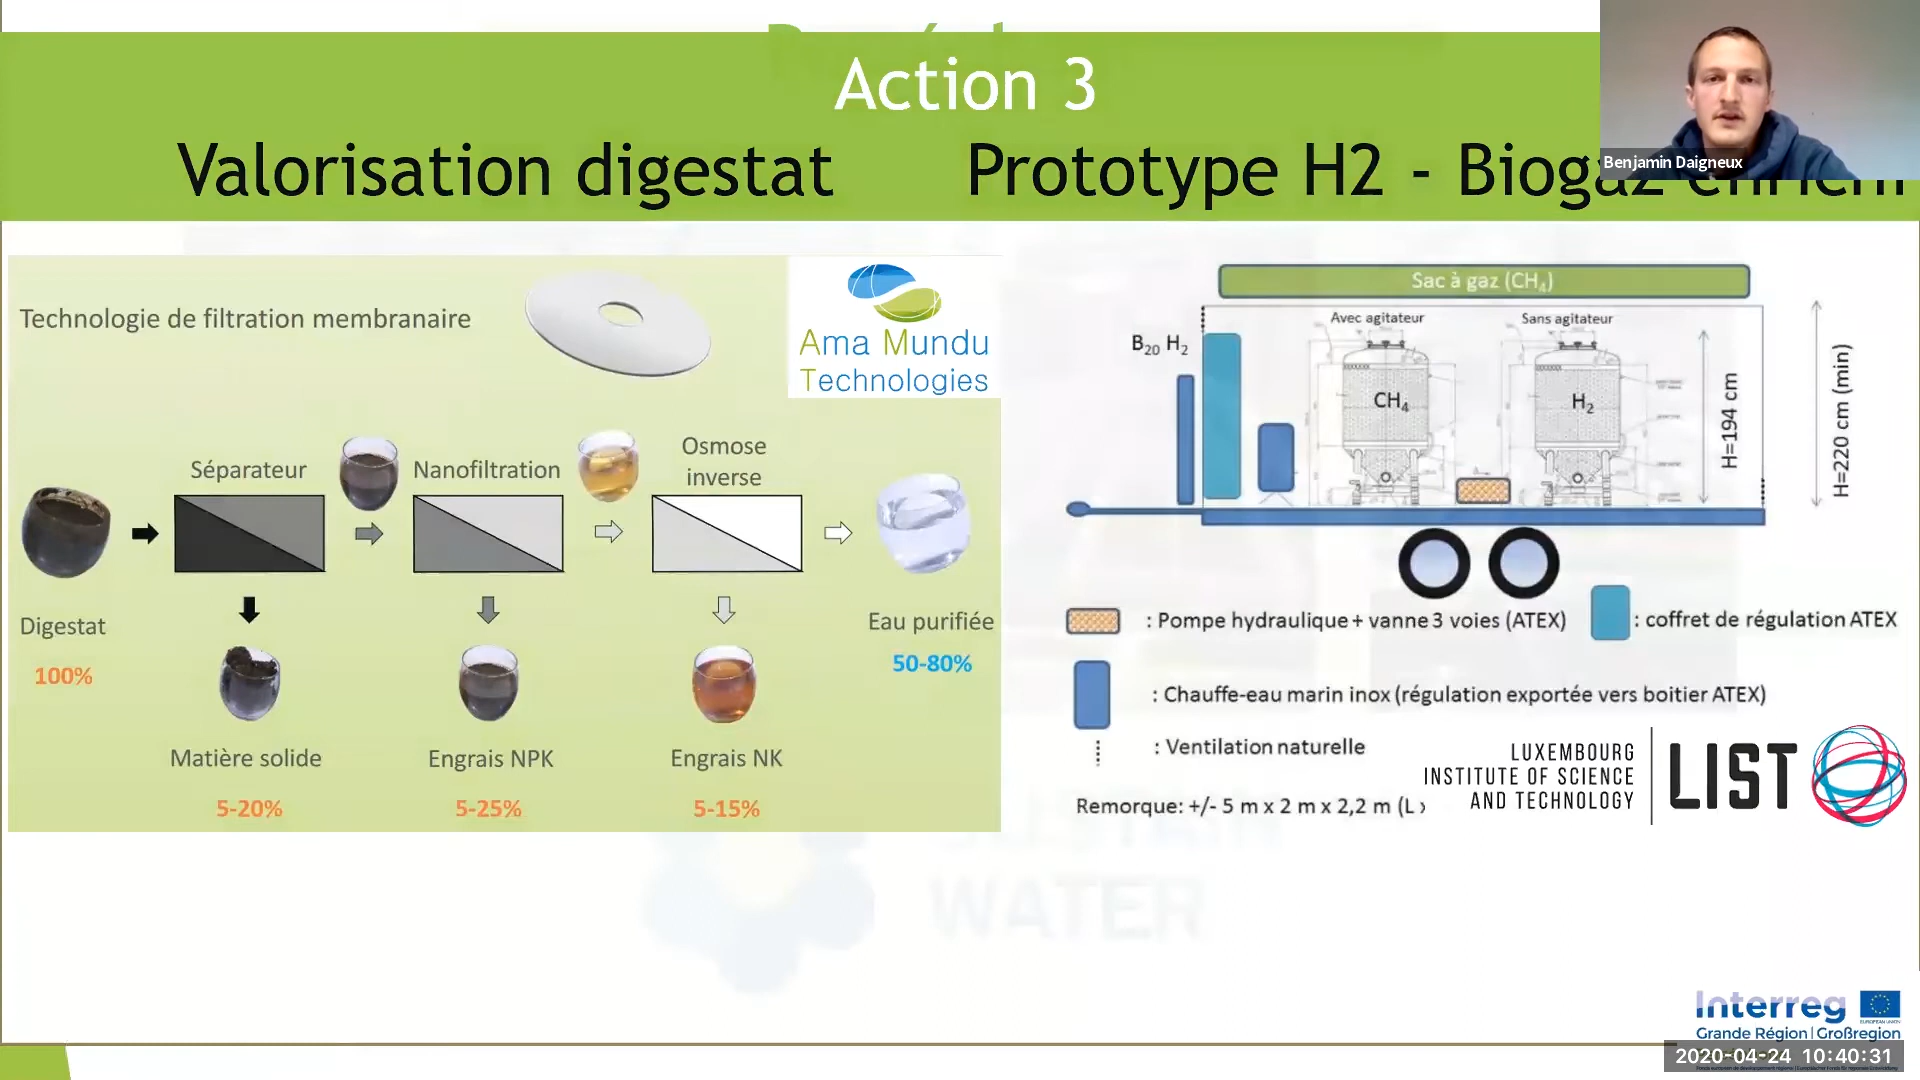 Action 3
Valorisation digestat Prototype H2 - Biogaz enrichi
Benjamin Daigneux
Technologie de filtration membranaire
Ama Mundu
Technologies
Séparateur
Nanofiltration
Osmose
inverse
Digestat
100%
Eau purifiée
50-80%
Matière solide
5-20%
Engrais NPK
5-25%
Engrais NK
5-15%
Sac à gaz (CH4)
Avec agitateur
Sans agitateur
B20 H2
CH4
H2
H=194 cm
H=220 cm (min)
: Pompe hydraulique + vanne 3 voies (ATEX)
: coffret de régulation ATEX
: Chauffe-eau marin inox (régulation exportée vers boitier ATEX)
: Ventilation naturelle
Remorque: +/- 5 m x 2 m x 2,2 m (L
LUXEMBOURG
INSTITUTE OF SCIENCE
AND TECHNOLOGY
LIST
WATER
Interreg
EUROPEAN UNION
Grande Région | Großregion
2020-04-24 10:40:31